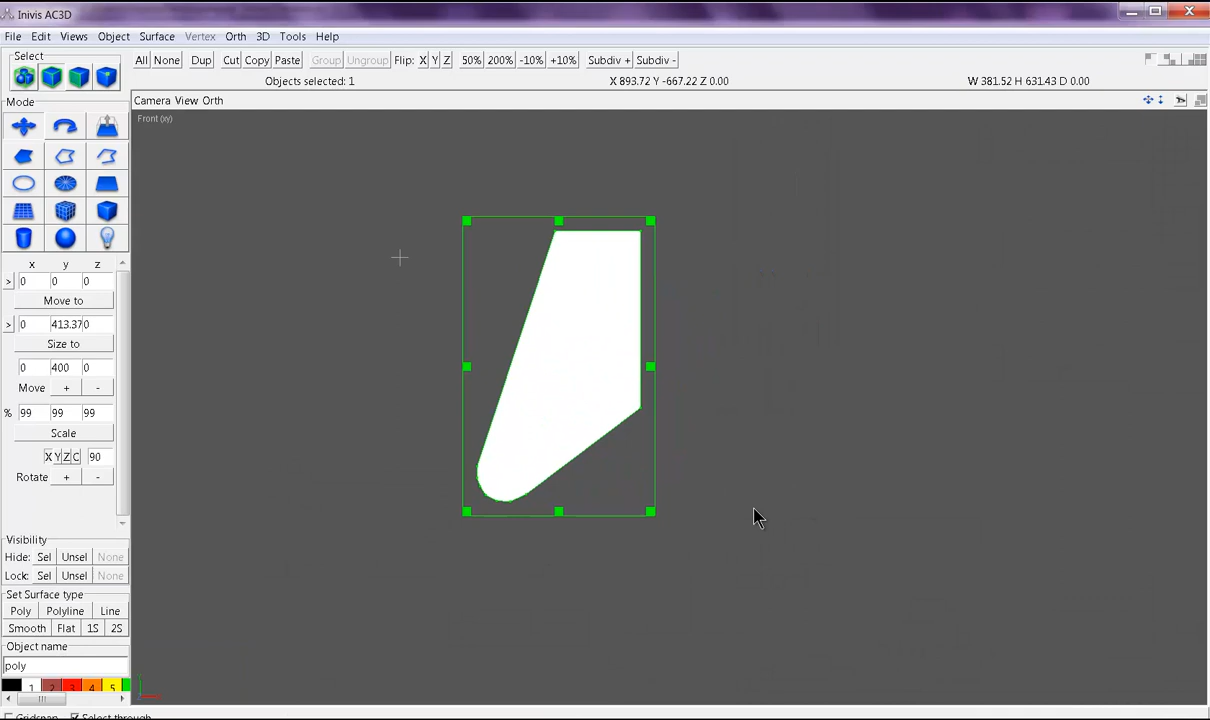 Inivis AC3D
File Edit Views Object Surface Vertex Orth 3D Tools Help
Select
All None Dup Cut Copy Paste Group Ungroup Flip: X Y Z 50% 200% -10% +10% Subdiv + Subdiv -
Objects selected: 1 X 893.72 Y -667.22 Z 0.00 W 381.52 H 631.43 D 0.00
Mode
Camera View Orth
Front (xy)
x y z
> 0 0 0
Move to
> 0 413.37 0
Size to
0 400 0
Move + -
% 99 99 99
Scale
X Y Z C 90
Rotate + -
Visibility
Hide: Sel Unsel None
Lock: Sel Unsel None
Set Surface type
Poly Polyline Line
Smooth Flat 1S 2S
Object name
poly
1 2 3 4 5
Gridsnap Select through